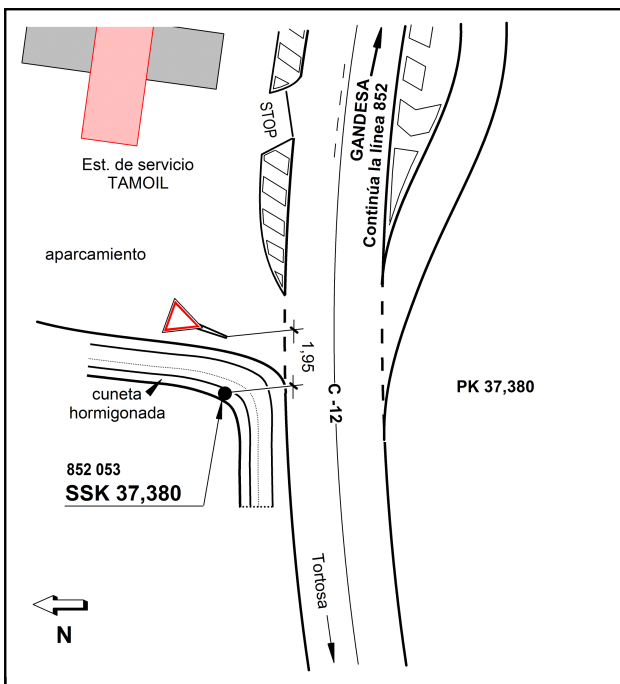 STOP
GANDESA
Continúa la línea 852
Est. de servicio
TAMOIL
aparcamiento
1,95
C -12
PK 37,380
cuneta
hormigonada
852 053
SSK 37,380
Tortosa
N